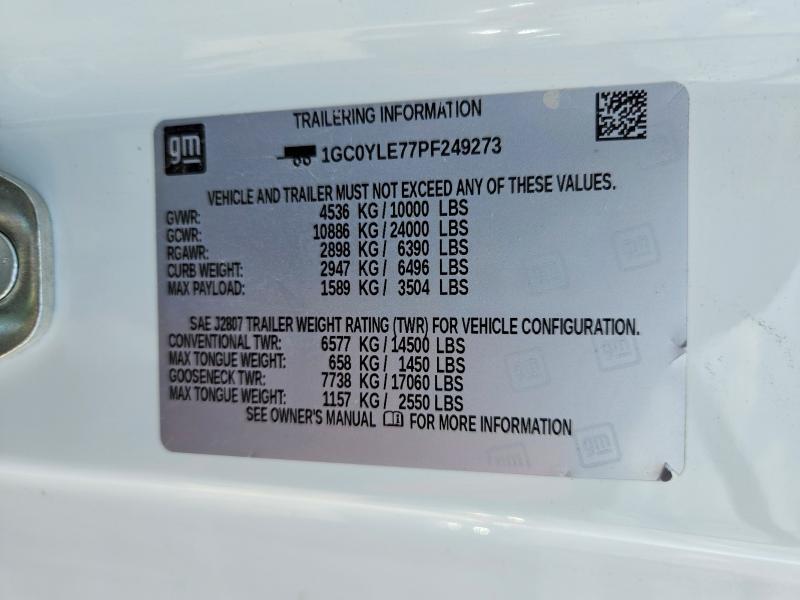 TRAILERING INFORMATION
gm
1GC0YLE77PF249273
VEHICLE AND TRAILER MUST NOT EXCEED ANY OF THESE VALUES.
GVWR: 4536 KG / 10000 LBS
GCWR: 10886 KG / 24000 LBS
RGAWR: 2898 KG / 6390 LBS
CURB WEIGHT: 2947 KG / 6496 LBS
MAX PAYLOAD: 1589 KG / 3504 LBS
SAE J2807 TRAILER WEIGHT RATING (TWR) FOR VEHICLE CONFIGURATION.
CONVENTIONAL TWR: 6577 KG / 14500 LBS
MAX TONGUE WEIGHT: 658 KG / 1450 LBS
GOOSENECK TWR: 7738 KG / 17060 LBS
MAX TONGUE WEIGHT: 1157 KG / 2550 LBS
SEE OWNER'S MANUAL FOR MORE INFORMATION
gm
gm